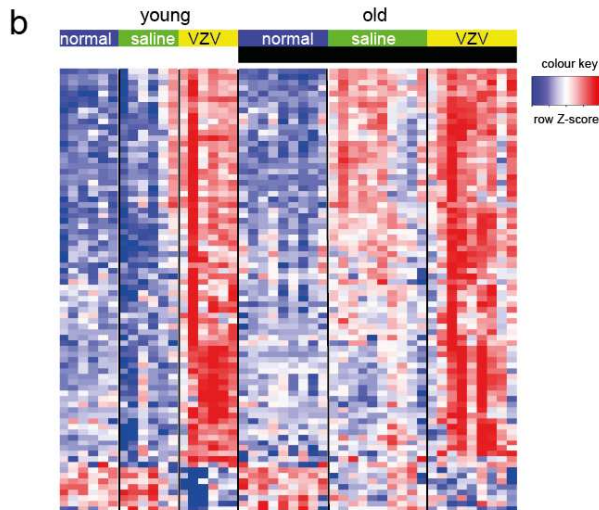 b
young old
normal saline VZV normal saline VZV
colour key
row Z-score